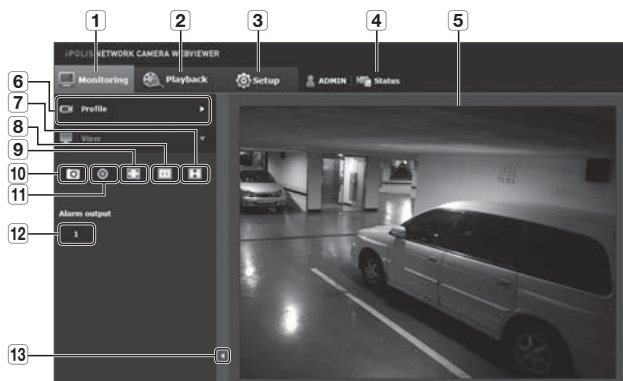 1 2 3 4 5
iPOLiS NETWORK CAMERA WEBVIEWER
Monitoring Playback Setup ADMIN Status
6 Profile
7
View
8
9
10
11
Alarm output
12 1
13